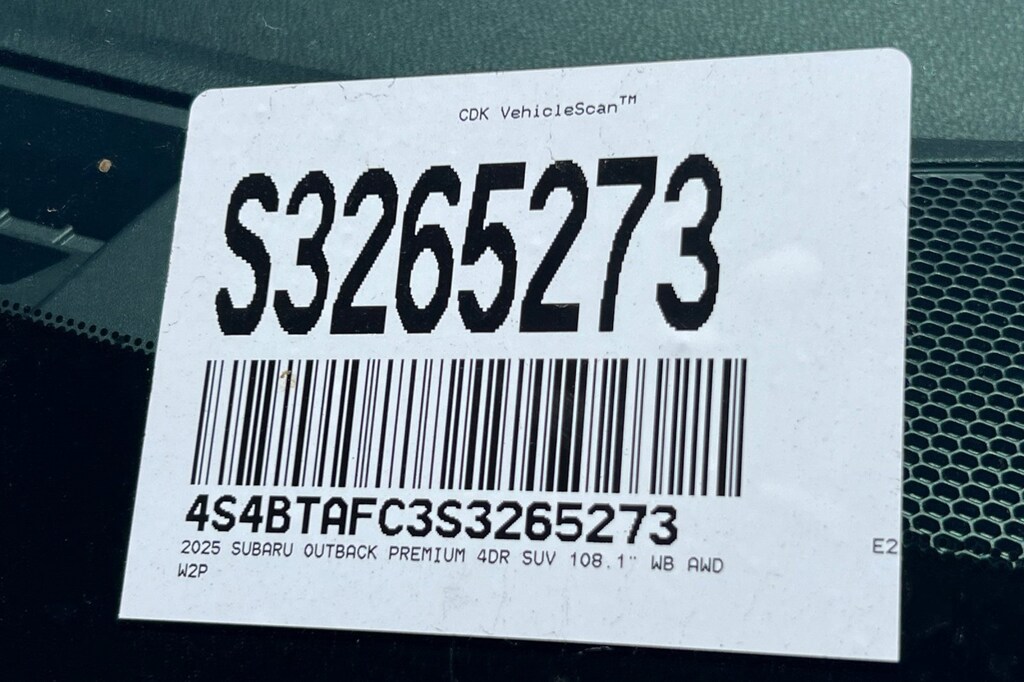 CDK VehicleScan™
S3265273
4S4BTAFC3S3265273
2025 SUBARU OUTBACK PREMIUM 4DR SUV 108.1" WB AWD
W2P
E2